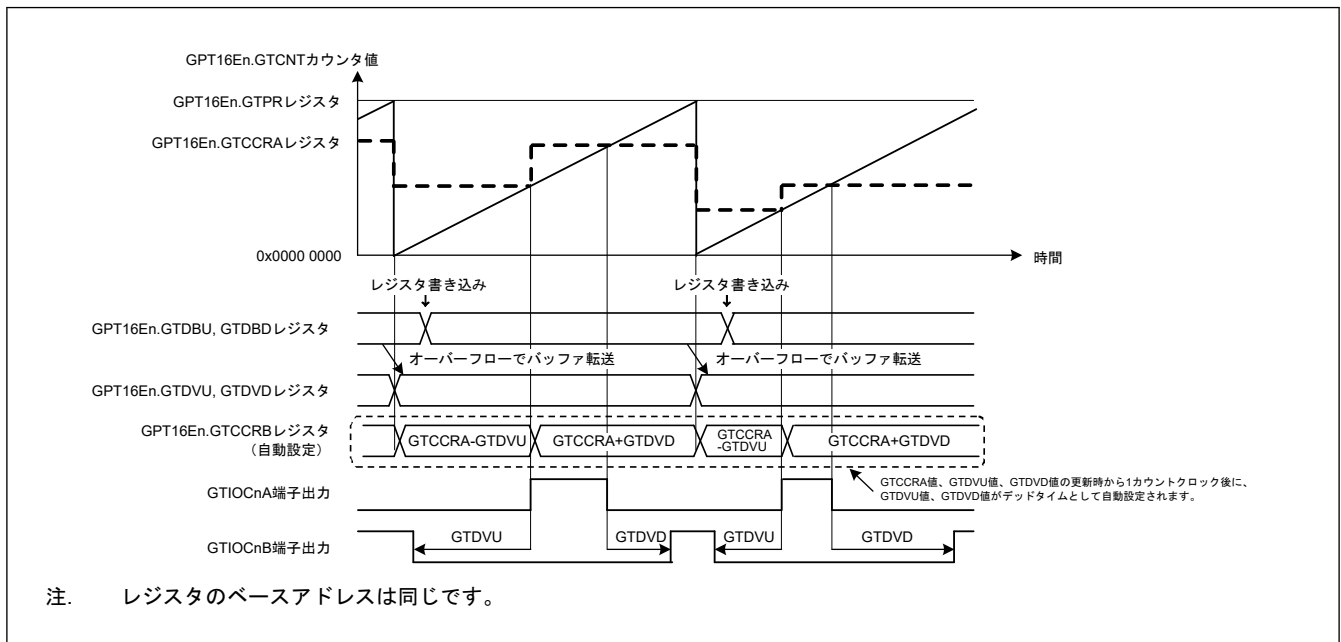 GPT16En.GTCNTカウンタ値
GPT16En.GTPRレジスタ
GPT16En.GTCCRAレジスタ
0x0000 0000
時間
レジスタ書き込み
レジスタ書き込み
GPT16En.GTDBU, GTDBDレジスタ
オーバーフローでバッファ転送
オーバーフローでバッファ転送
GPT16En.GTDVU, GTDVDレジスタ
GPT16En.GTCCRBレジスタ
（自動設定）
GTCCRA-GTDVU
GTCCRA+GTDVD
GTCCRA
-GTDVU
GTCCRA+GTDVD
GTCCRA値、GTDVU値、GTDVD値の更新時から1カウントクロック後に、
GTDVU値、GTDVD値がデッドタイムとして自動設定されます。
GTIOCnA端子出力
GTIOCnB端子出力
GTDVU
GTDVD
GTDVU
GTDVD
注. レジスタのベースアドレスは同じです。